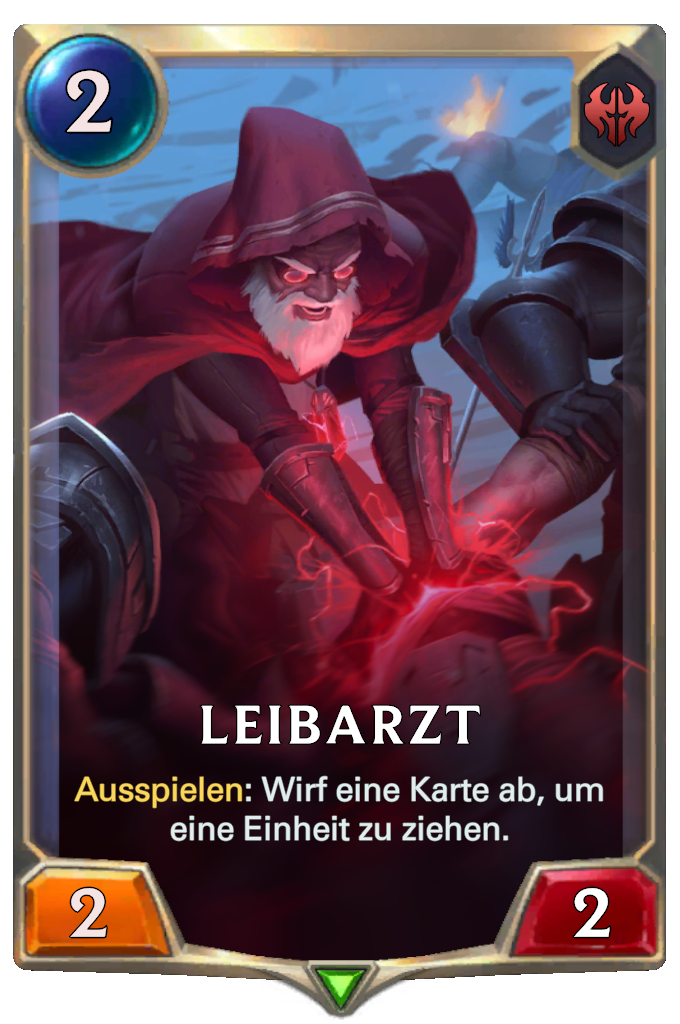 2
LEIBARZT
Ausspielen: Wirf eine Karte ab, um
eine Einheit zu ziehen.
2 2